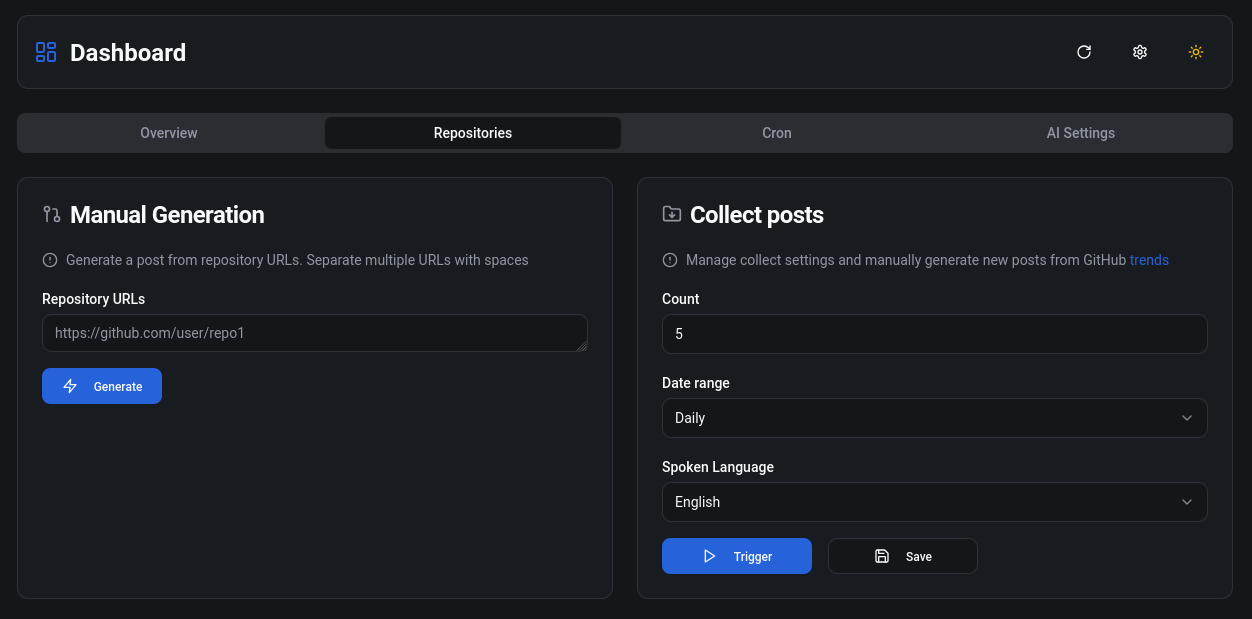 Dashboard
Overview
Repositories
Cron
AI Settings
Manual Generation
Generate a post from repository URLs. Separate multiple URLs with spaces
Repository URLs
https://github.com/user/repo1
Generate
Collect posts
Manage collect settings and manually generate new posts from GitHub trends
Count
5
Date range
Daily
Spoken Language
English
Trigger
Save